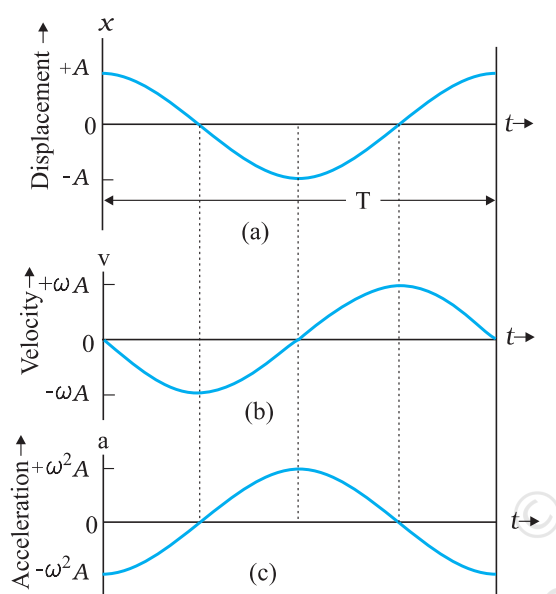 x
Displacement →
+A
0
t→
-A
T
(a)
v
Velocity→
+ωA
0
t→
-ωA
(b)
a
Acceleration→
+ω²A
0
t→
-ω²A
(c)
©